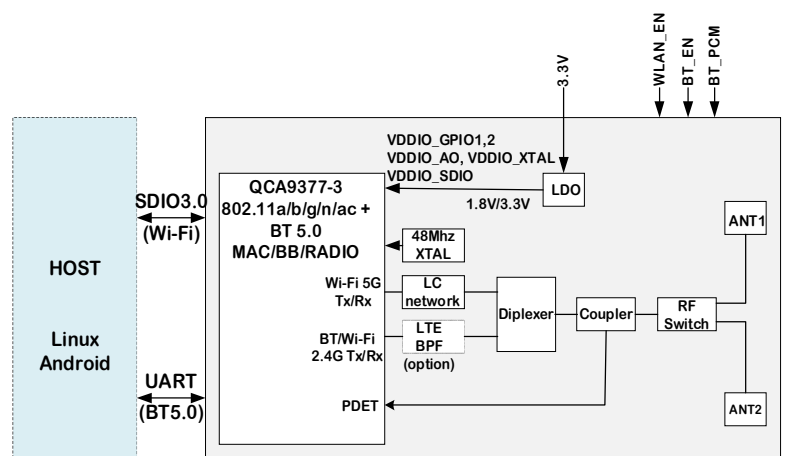 WLAN_EN
BT_EN
BT_PCM
3.3V
VDDIO_GPIO1,2
VDDIO_AO, VDDIO_XTAL
VDDIO_SDIO
LDO
1.8V/3.3V
QCA9377-3
802.11a/b/g/n/ac +
BT 5.0
MAC/BB/RADIO
SDIO3.0
(Wi-Fi)
HOST
Linux
Android
UART
(BT5.0)
48Mhz
XTAL
Wi-Fi 5G
Tx/Rx
LC
network
BT/Wi-Fi
2.4G Tx/Rx
LTE
BPF
(option)
Diplexer
Coupler
RF
Switch
ANT1
ANT2
PDET